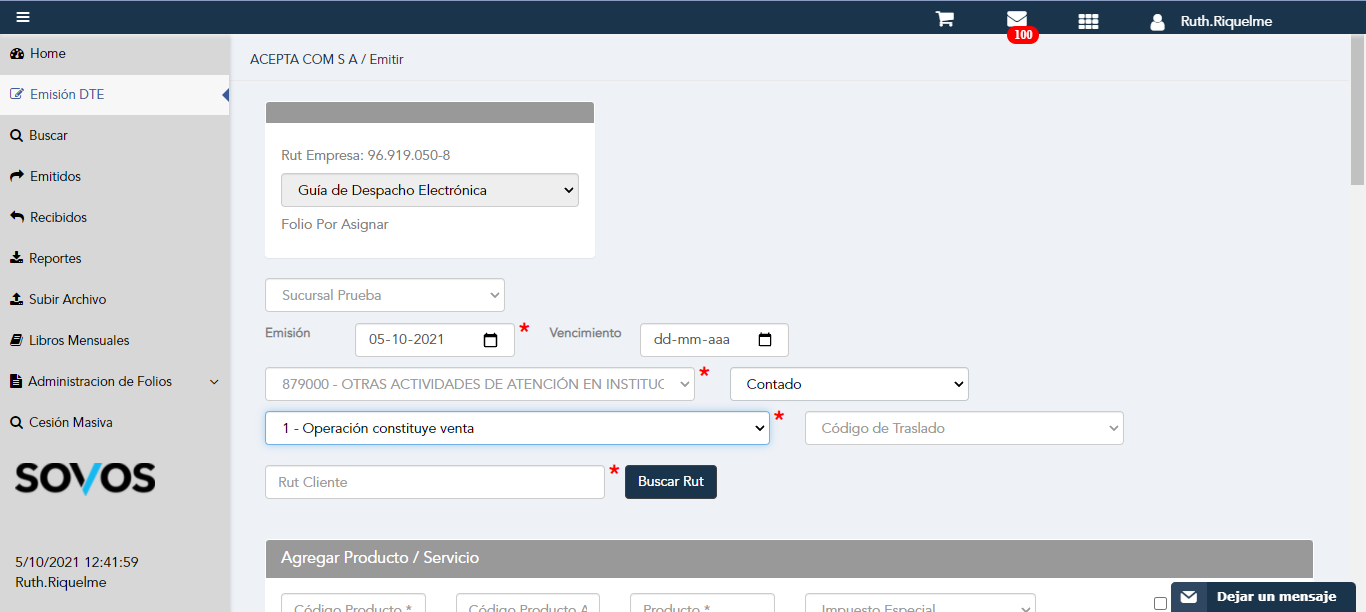 Ruth.Riquelme
100
Home
ACEPTA COM S A / Emitir
Emisión DTE
Buscar
Emitidos
Recibidos
Reportes
Subir Archivo
Libros Mensuales
Administracion de Folios
Cesión Masiva
SOVOS
5/10/2021 12:41:59
Ruth.Riquelme
Rut Empresa: 96.919.050-8
Guía de Despacho Electrónica
Folio Por Asignar
Sucursal Prueba
Emisión 05-10-2021 * Vencimiento dd-mm-aaa
879000 - OTRAS ACTIVIDADES DE ATENCIÓN EN INSTITUC * Contado
1 - Operación constituye venta * Código de Traslado
Rut Cliente * Buscar Rut
Agregar Producto / Servicio
Código Producto * Código Producto A Producto * Impuesto Especial
Dejar un mensaje